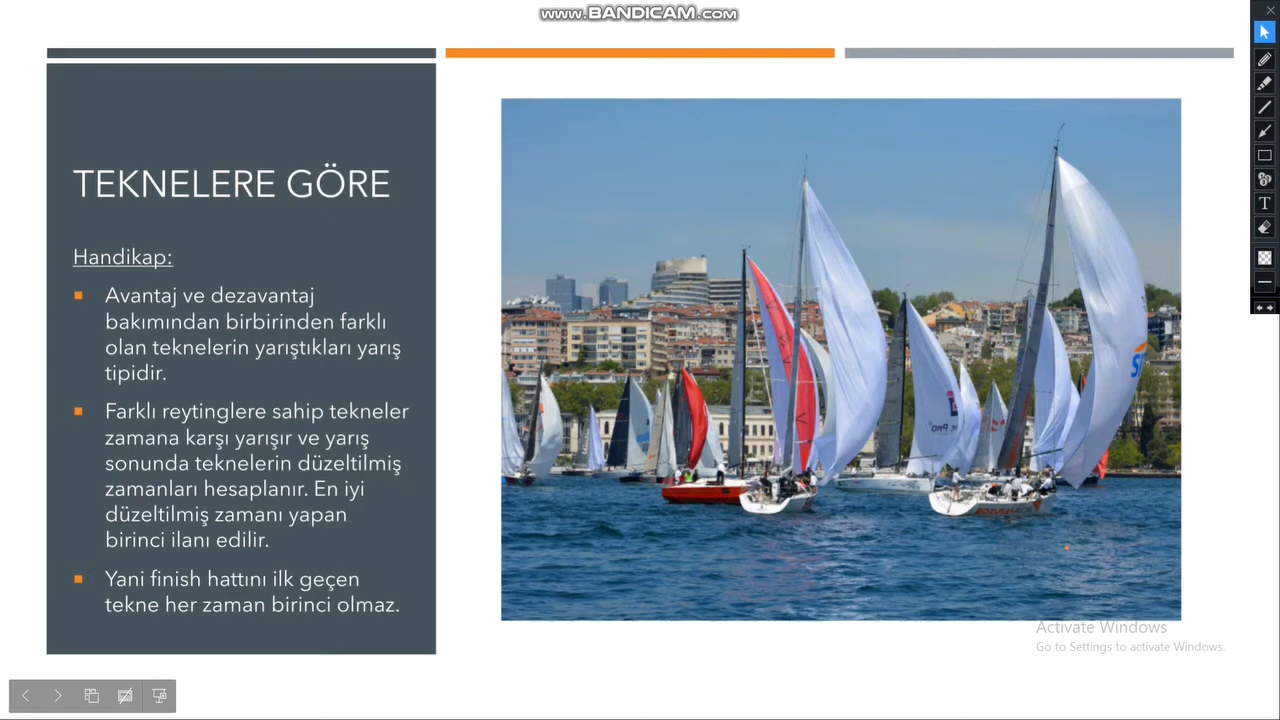 www.BANDICAM.com
TEKNELERE GÖRE
Handikap:
Avantaj ve dezavantaj
bakımından birbirinden farklı
olan teknelerin yarıştıkları yarış
tipidir.
Farklı reytinglere sahip tekneler
zamana karşı yarışır ve yarış
sonunda teknelerin düzeltilmiş
zamanları hesaplanır. En iyi
düzeltilmiş zamanı yapan
birinci ilanı edilir.
Yani finish hattını ilk geçen
tekne her zaman birinci olmaz.
Activate Windows
Go to Settings to activate Windows.